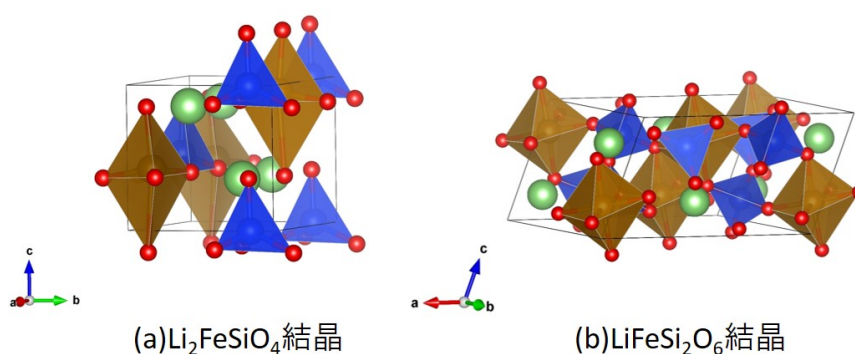 c
a
b
(a)Li₂FeSiO₄結晶
c
a
b
(b)LiFeSi₂O₆結晶